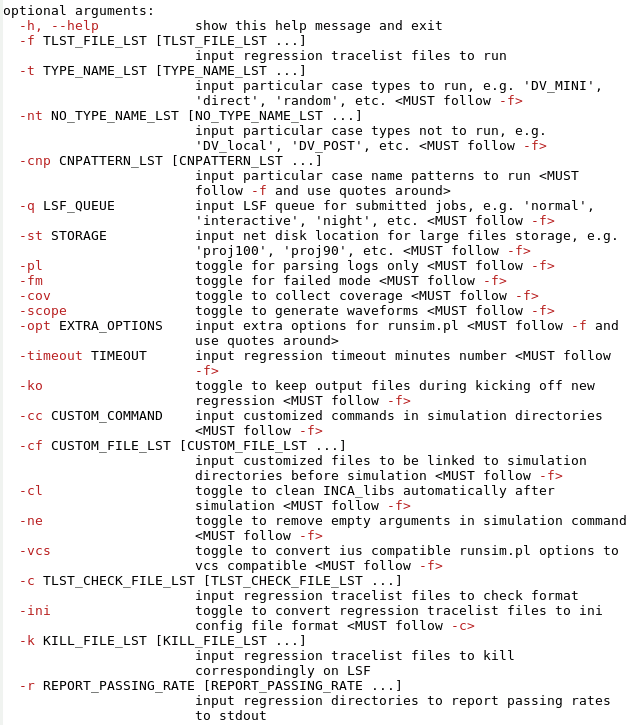 optional arguments:
-h, --help show this help message and exit
-f TLST_FILE_LST [TLST_FILE_LST ...]
input regression tracelist files to run
-t TYPE_NAME_LST [TYPE_NAME_LST ...]
input particular case types to run, e.g. 'DV_MINI',
'direct', 'random', etc. <MUST follow -f>
-nt NO_TYPE_NAME_LST [NO_TYPE_NAME_LST ...]
input particular case types not to run, e.g.
'DV_local', 'DV_POST', etc. <MUST follow -f>
-cnp CNPATTERN_LST [CNPATTERN_LST ...]
input particular case name patterns to run <MUST
follow -f and use quotes around>
-q LSF_QUEUE input LSF queue for submitted jobs, e.g. 'normal',
'interactive', 'night', etc. <MUST follow -f>
-st STORAGE input net disk location for large files storage, e.g.
'proj100', 'proj90', etc. <MUST follow -f>
-pl toggle for parsing logs only <MUST follow -f>
-fm toggle for failed mode <MUST follow -f>
-cov toggle to collect coverage <MUST follow -f>
-scope toggle to generate waveforms <MUST follow -f>
-opt EXTRA_OPTIONS input extra options for runsim.pl <MUST follow -f and
use quotes around>
-timeout TIMEOUT input regression timeout minutes number <MUST follow
-f>
-ko toggle to keep output files during kicking off new
regression <MUST follow -f>
-cc CUSTOM_COMMAND input customized commands in simulation directories
<MUST follow -f>
-cf CUSTOM_FILE_LST [CUSTOM_FILE_LST ...]
input customized files to be linked to simulation
directories before simulation <MUST follow -f>
-cl toggle to clean INCA_libs automatically after
simulation <MUST follow -f>
-ne toggle to remove empty arguments in simulation command
<MUST follow -f>
-vcs toggle to convert ius compatible runsim.pl options to
vcs compatible <MUST follow -f>
-c TLST_CHECK_FILE_LST [TLST_CHECK_FILE_LST ...]
input regression tracelist files to check format
-ini toggle to convert regression tracelist files to ini
config file format <MUST follow -c>
-k KILL_FILE_LST [KILL_FILE_LST ...]
input regression tracelist files to kill
correspondingly on LSF
-r REPORT_PASSING_RATE [REPORT_PASSING_RATE ...]
input regression directories to report passing rates
to stdout